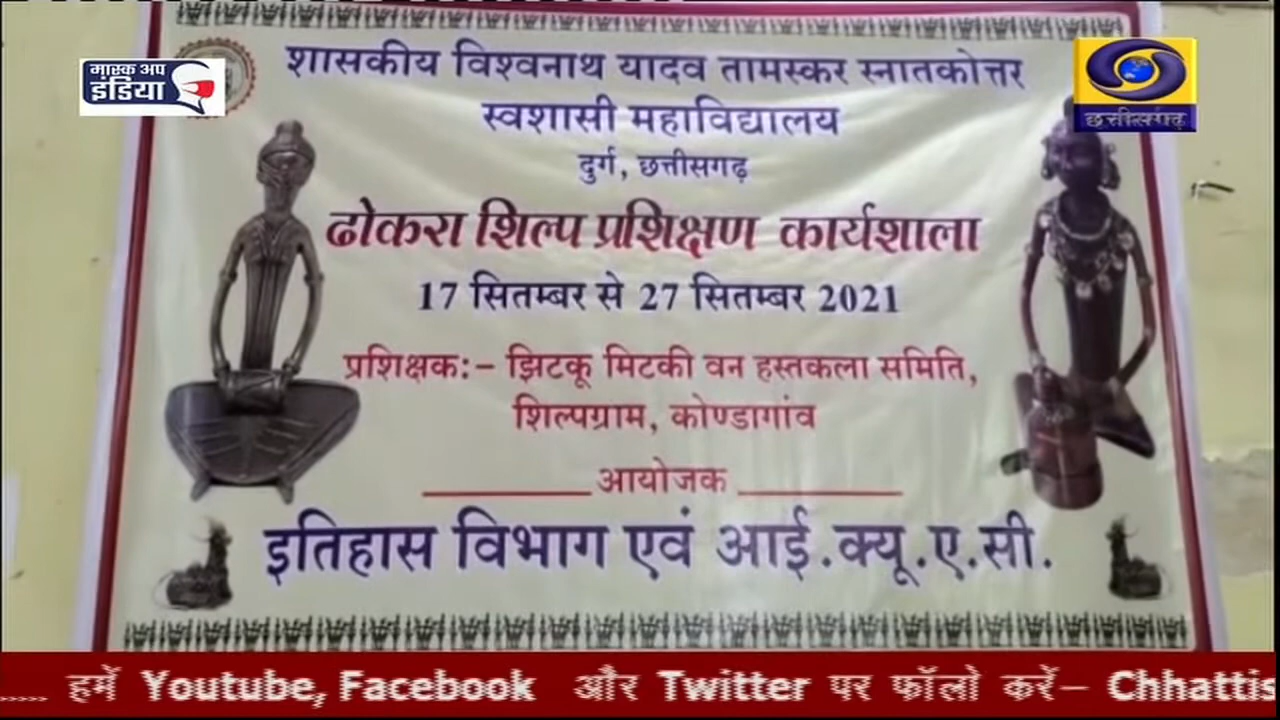 मास्क अप
इंडिया
छत्तीसगढ़
शासकीय विश्वनाथ यादव तामस्कर स्नातकोत्तर
स्वशासी महाविद्यालय
दुर्ग, छत्तीसगढ़
ढोकरा शिल्प प्रशिक्षण कार्यशाला
17 सितम्बर से 27 सितम्बर 2021
प्रशिक्षक:– झिटकू मिटकी वन हस्तकला समिति,
शिल्पग्राम, कोण्डागांव
आयोजक
इतिहास विभाग एवं आई.क्यू.ए.सी.
..... हमें Youtube, Facebook और Twitter पर फॉलो करें– Chhattis